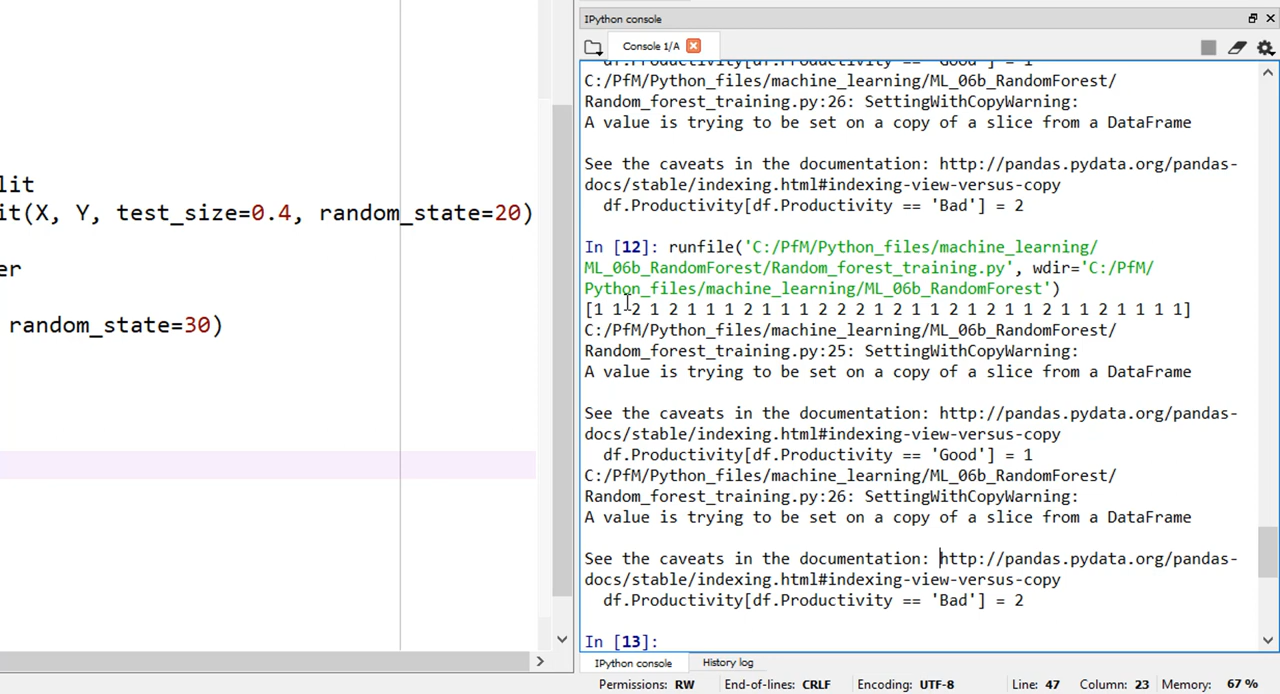 IPython console
Console 1/A
df.Productivity[df.Productivity == 'Good'] = 1
C:/PfM/Python_files/machine_learning/ML_06b_RandomForest/
Random_forest_training.py:26: SettingWithCopyWarning:
A value is trying to be set on a copy of a slice from a DataFrame
See the caveats in the documentation: http://pandas.pydata.org/pandas-
docs/stable/indexing.html#indexing-view-versus-copy
df.Productivity[df.Productivity == 'Bad'] = 2
In [12]: runfile('C:/PfM/Python_files/machine_learning/
ML_06b_RandomForest/Random_forest_training.py', wdir='C:/PfM/
Python_files/machine_learning/ML_06b_RandomForest')
[1 1 2 1 2 1 1 1 2 1 1 1 2 2 2 1 2 1 1 2 1 2 1 1 2 1 1 2 1 1 1 1]
C:/PfM/Python_files/machine_learning/ML_06b_RandomForest/
Random_forest_training.py:25: SettingWithCopyWarning:
A value is trying to be set on a copy of a slice from a DataFrame
See the caveats in the documentation: http://pandas.pydata.org/pandas-
docs/stable/indexing.html#indexing-view-versus-copy
df.Productivity[df.Productivity == 'Good'] = 1
C:/PfM/Python_files/machine_learning/ML_06b_RandomForest/
Random_forest_training.py:26: SettingWithCopyWarning:
A value is trying to be set on a copy of a slice from a DataFrame
See the caveats in the documentation: http://pandas.pydata.org/pandas-
docs/stable/indexing.html#indexing-view-versus-copy
df.Productivity[df.Productivity == 'Bad'] = 2
In [13]:
lit
it(X, Y, test_size=0.4, random_state=20)
er
random_state=30)
IPython console
History log
Permissions: RW End-of-lines: CRLF Encoding: UTF-8 Line: 47 Column: 23 Memory: 67 %